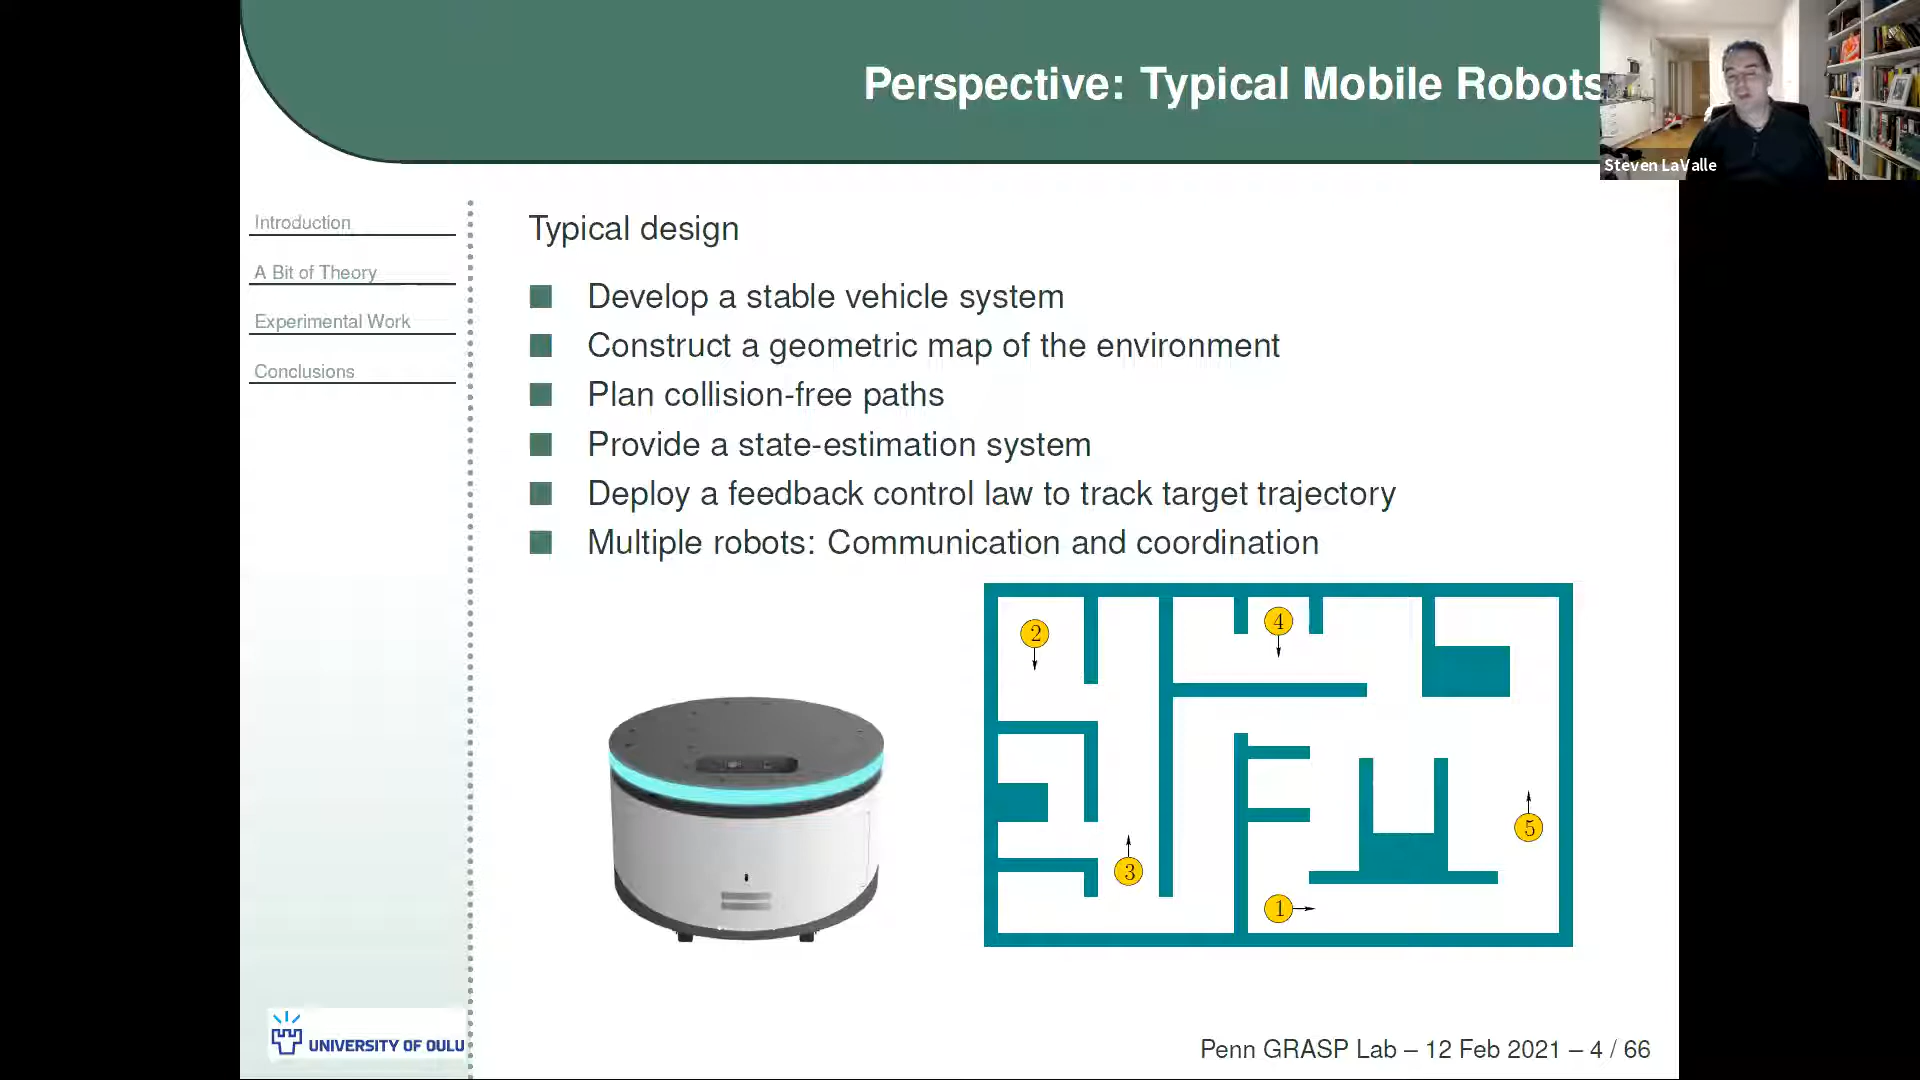 Perspective: Typical Mobile Robots
Steven LaValle
Introduction
A Bit of Theory
Experimental Work
Conclusions
Typical design
Develop a stable vehicle system
Construct a geometric map of the environment
Plan collision-free paths
Provide a state-estimation system
Deploy a feedback control law to track target trajectory
Multiple robots: Communication and coordination
2
4
5
3
1
UNIVERSITY OF OULU
Penn GRASP Lab – 12 Feb 2021 – 4 / 66